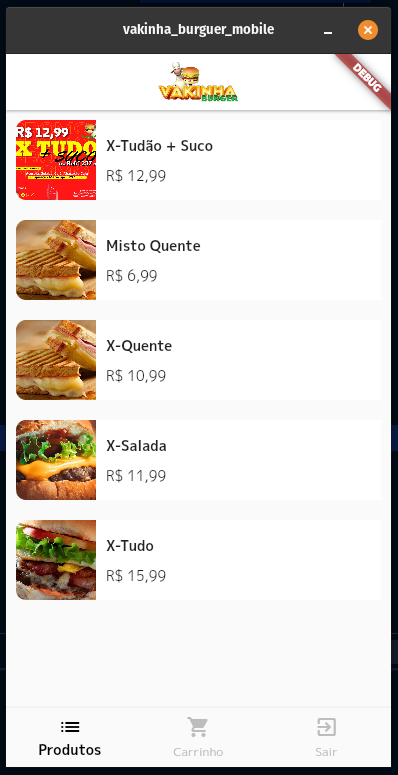 vakinha_burguer_mobile
DEBUG
VAKINHA
BURGER
R$ 12,99
X TUDO
+ SUCO
X-Tudão + Suco
R$ 12,99
Misto Quente
R$ 6,99
X-Quente
R$ 10,99
X-Salada
R$ 11,99
X-Tudo
R$ 15,99
Produtos
Carrinho
Sair